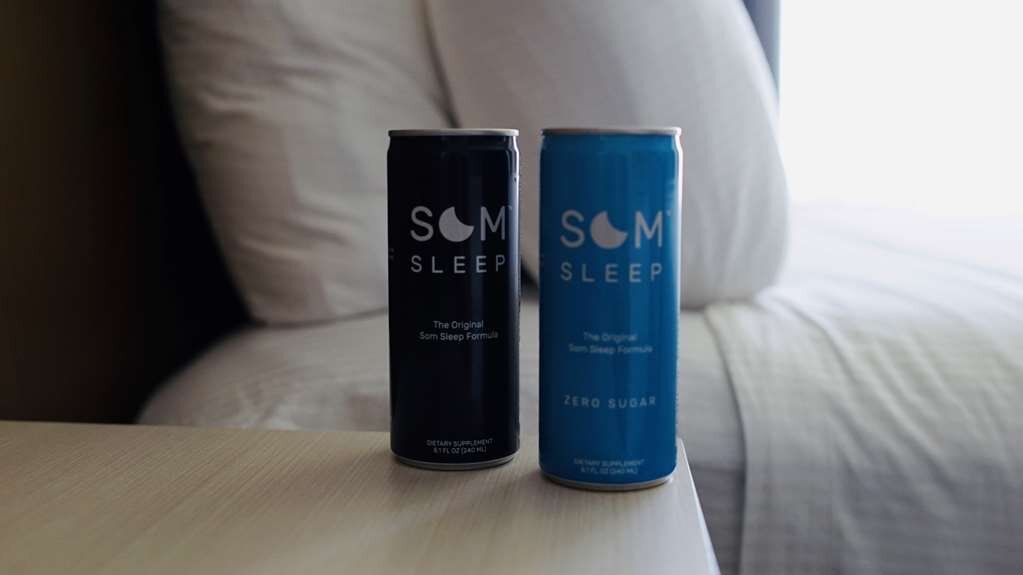 SOM
SLEEP
The Original
Som Sleep Formula
DIETARY SUPPLEMENT
8.1 FL OZ (240 ML)
SOM
SLEEP
The Original
Som Sleep Formula
ZERO SUGAR
DIETARY SUPPLEMENT
8.1 FL OZ (240 ML)